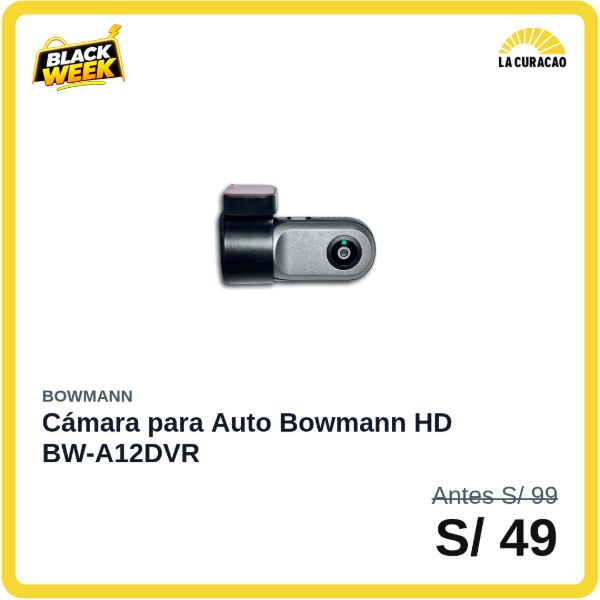 BLACK
WEEK
LA CURACAO
BOWMANN
Cámara para Auto Bowmann HD
BW-A12DVR
Antes S/ 99
S/ 49